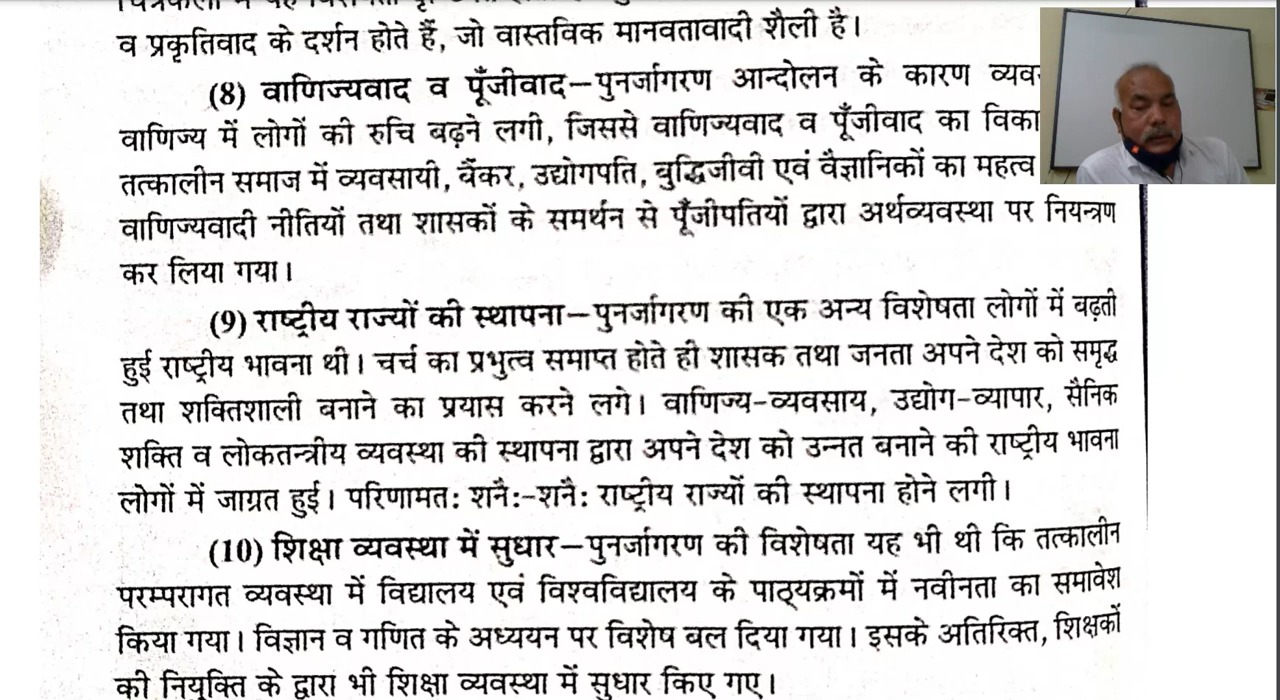 व प्रकृतिवाद के दर्शन होते हैं, जो वास्तविक मानवतावादी शैली है।
(8) वाणिज्यवाद व पूँजीवाद—पुनर्जागरण आन्दोलन के कारण
वाणिज्य में लोगों की रुचि बढ़ने लगी, जिससे वाणिज्यवाद व पूँजीवाद का
तत्कालीन समाज में व्यवसायी, बैंकर, उद्योगपति, बुद्धिजीवी एवं वैज्ञानिकों का महत्व
वाणिज्यवादी नीतियों तथा शासकों के समर्थन से पूँजीपतियों द्वारा अर्थव्यवस्था पर नियन्त्रण
कर लिया गया।
(9) राष्ट्रीय राज्यों की स्थापना—पुनर्जागरण की एक अन्य विशेषता लोगों में बढ़ती
हुई राष्ट्रीय भावना थी। चर्च का प्रभुत्व समाप्त होते ही शासक तथा जनता अपने देश को समृद्ध
तथा शक्तिशाली बनाने का प्रयास करने लगे। वाणिज्य-व्यवसाय, उद्योग-व्यापार, सैनिक
शक्ति व लोकतन्त्रीय व्यवस्था की स्थापना द्वारा अपने देश को उन्नत बनाने की राष्ट्रीय भावना
लोगों में जाग्रत हुई। परिणामतः शनैः-शनैः राष्ट्रीय राज्यों की स्थापना होने लगी।
(10) शिक्षा व्यवस्था में सुधार—पुनर्जागरण की विशेषता यह भी थी कि तत्कालीन
परम्परागत व्यवस्था में विद्यालय एवं विश्वविद्यालय के पाठ्यक्रमों में नवीनता का समावेश
किया गया। विज्ञान व गणित के अध्ययन पर विशेष बल दिया गया। इसके अतिरिक्त, शिक्षकों
की नियुक्ति के द्वारा भी शिक्षा व्यवस्था में सुधार किए गए।